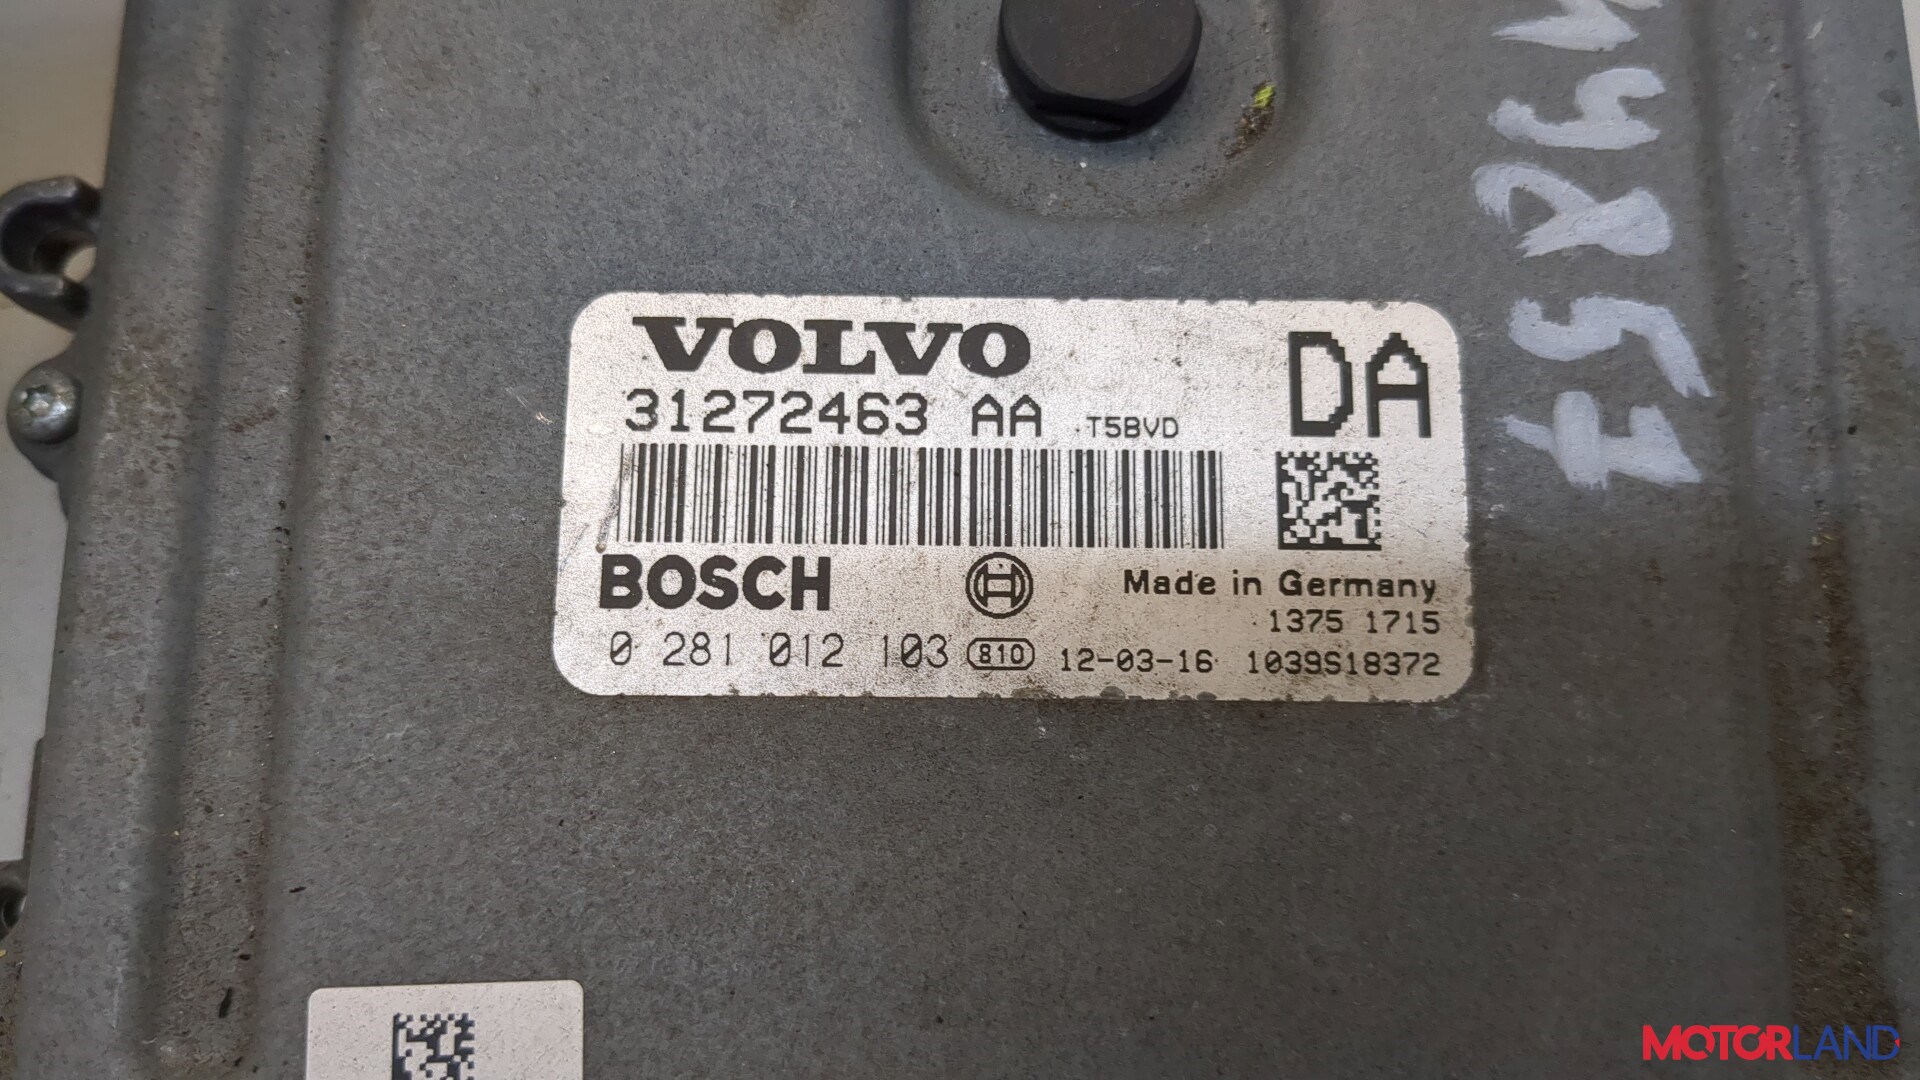 VOLVO
31272463 AA T5BVD
DA
BOSCH
Made in Germany
1375 1715
0 281 012 103 810 12-03-16 1039S18372
MOTORLAND